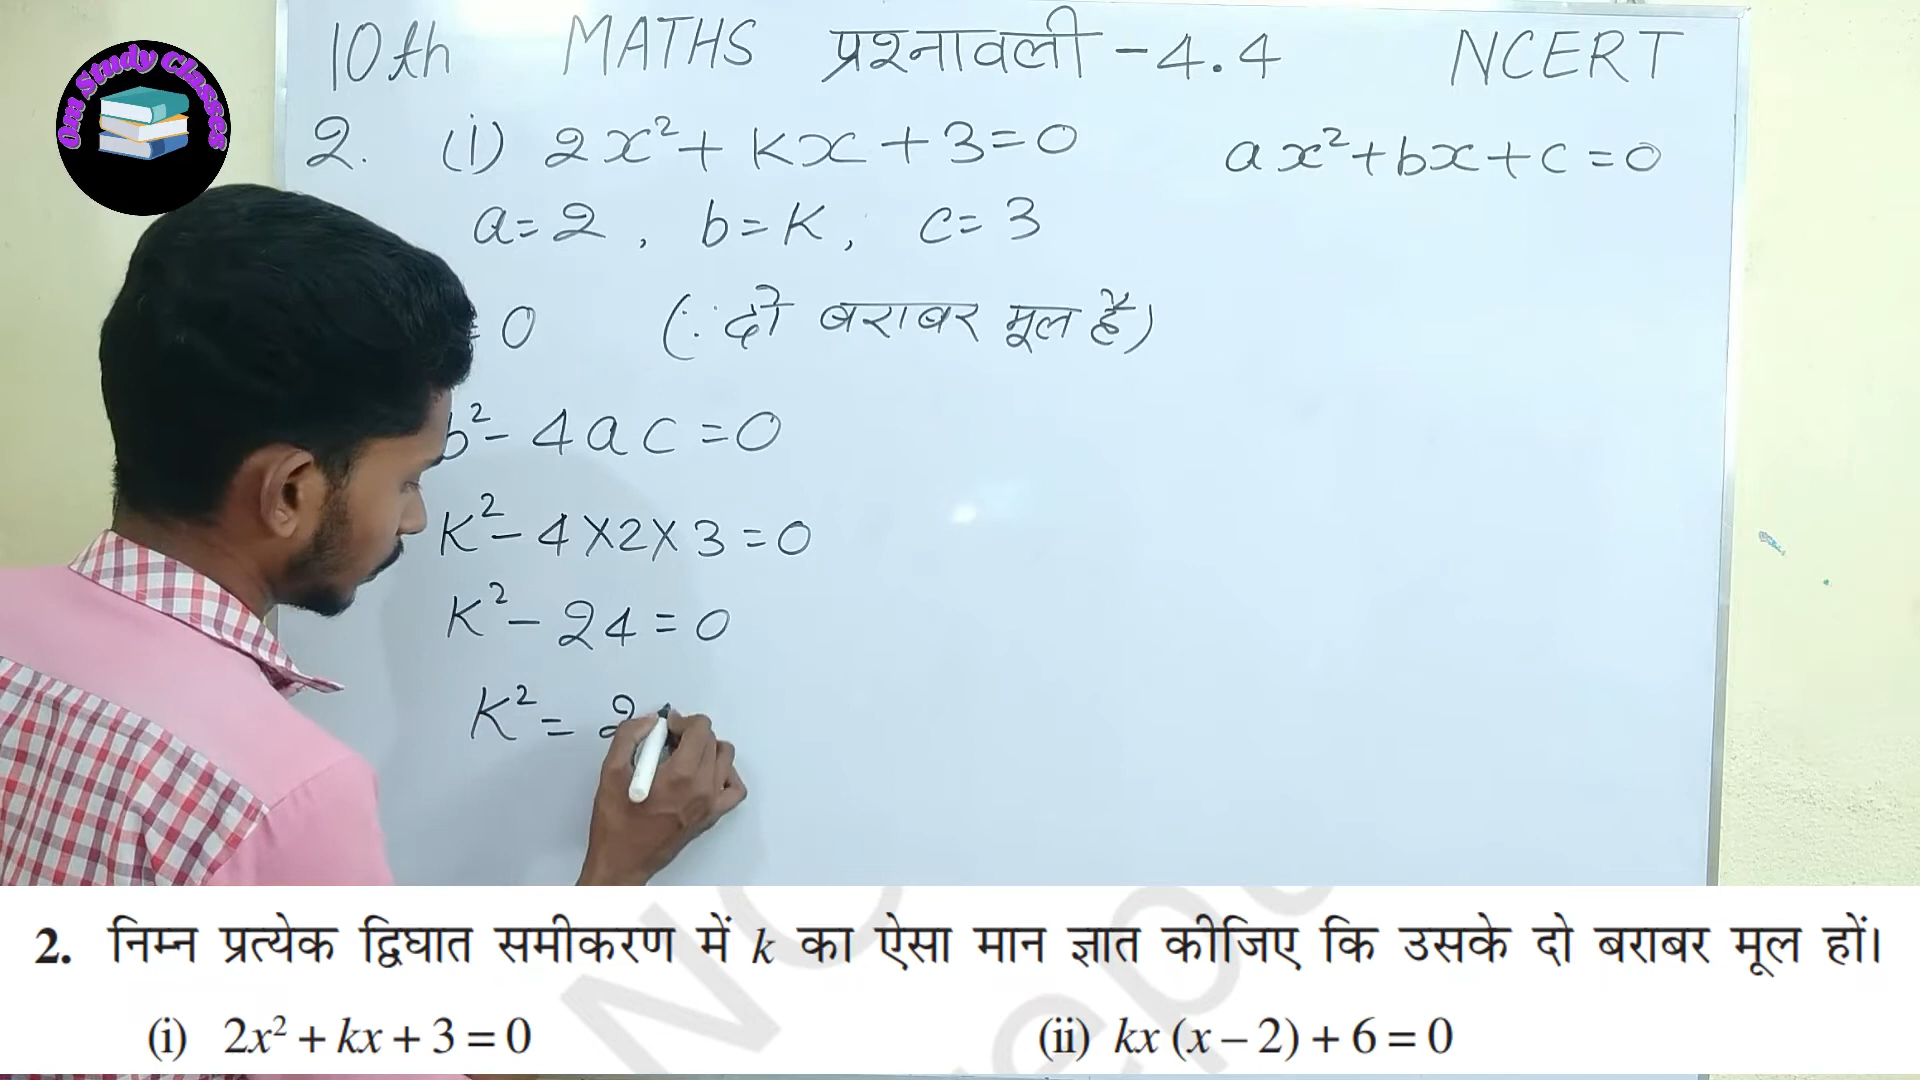 Om Study Classes
10th MATHS प्रश्नावली - 4.4 NCERT
2. (i) 2x² + kx + 3 = 0 ax² + bx + c = 0
a = 2, b = k, c = 3
= 0 (∵ दो बराबर मूल हैं)
b² - 4ac = 0
k² - 4 × 2 × 3 = 0
k² - 24 = 0
k² = 2
2. निम्न प्रत्येक द्विघात समीकरण में k का ऐसा मान ज्ञात कीजिए कि उसके दो बराबर मूल हों।
(i) 2x² + kx + 3 = 0 (ii) kx (x – 2) + 6 = 0